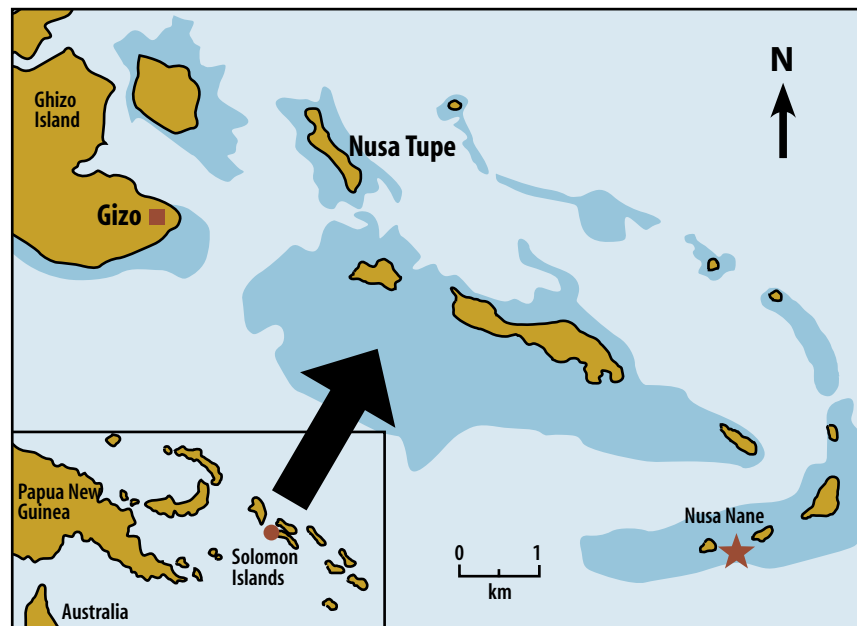 N
Ghizo
Island
Nusa Tupe
Gizo
Papua New
Guinea
Solomon
Islands
Australia
Nusa Nane
0 1
km